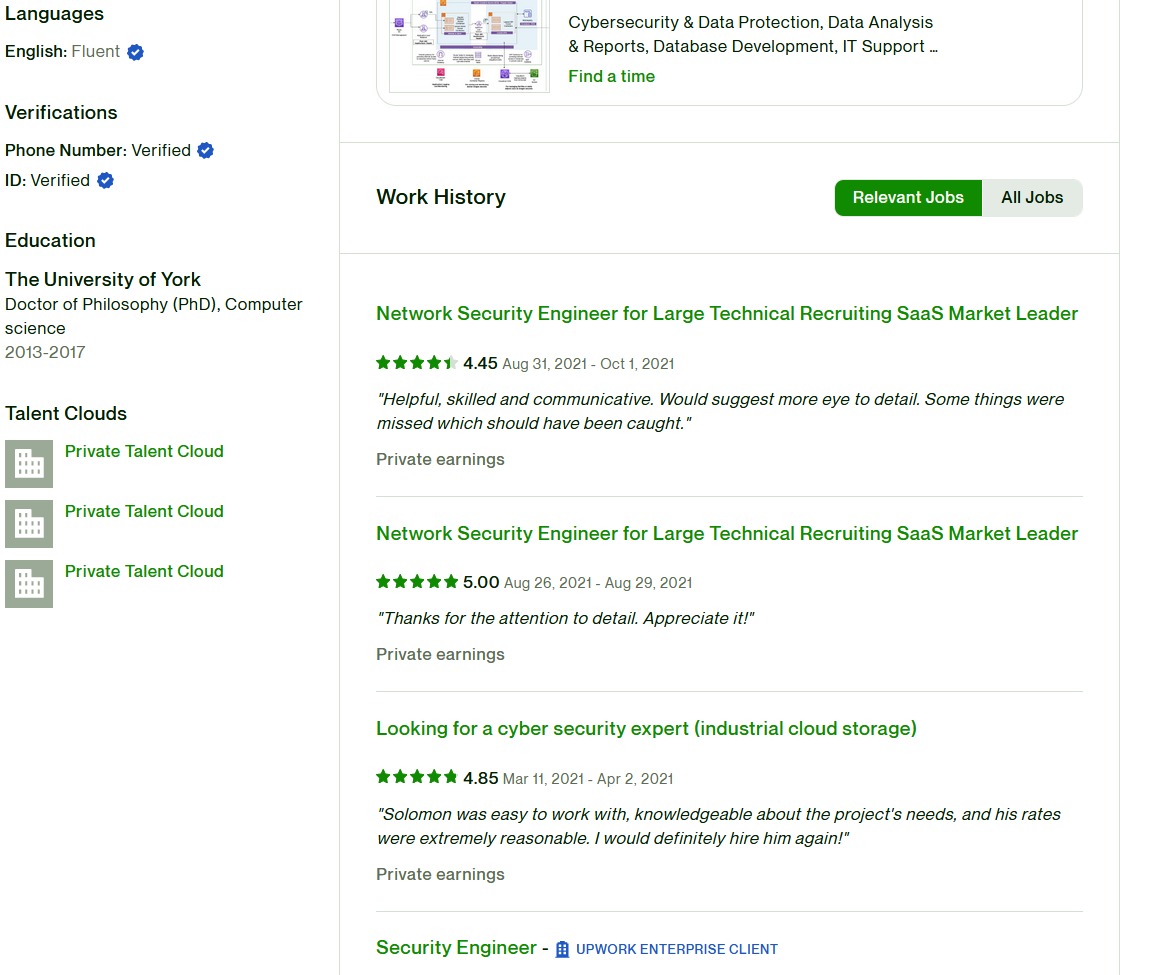 Languages
English: Fluent
Verifications
Phone Number: Verified
ID: Verified
Education
The University of York
Doctor of Philosophy (PhD), Computer
science
2013-2017
Talent Clouds
Private Talent Cloud
Private Talent Cloud
Private Talent Cloud
Cybersecurity & Data Protection, Data Analysis
& Reports, Database Development, IT Support ...
Find a time
Work History
Relevant Jobs
All Jobs
Network Security Engineer for Large Technical Recruiting SaaS Market Leader
4.45 Aug 31, 2021 - Oct 1, 2021
"Helpful, skilled and communicative. Would suggest more eye to detail. Some things were
missed which should have been caught."
Private earnings
Network Security Engineer for Large Technical Recruiting SaaS Market Leader
5.00 Aug 26, 2021 - Aug 29, 2021
"Thanks for the attention to detail. Appreciate it!"
Private earnings
Looking for a cyber security expert (industrial cloud storage)
4.85 Mar 11, 2021 - Apr 2, 2021
"Solomon was easy to work with, knowledgeable about the project's needs, and his rates
were extremely reasonable. I would definitely hire him again!"
Private earnings
Security Engineer - UPWORK ENTERPRISE CLIENT